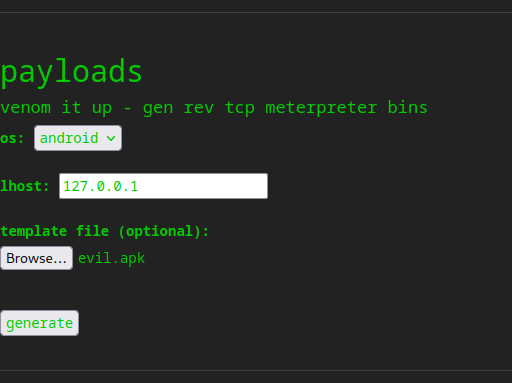 payloads
venom it up - gen rev tcp meterpreter bins
os: android
lhost: 127.0.0.1
template file (optional):
Browse... evil.apk
generate